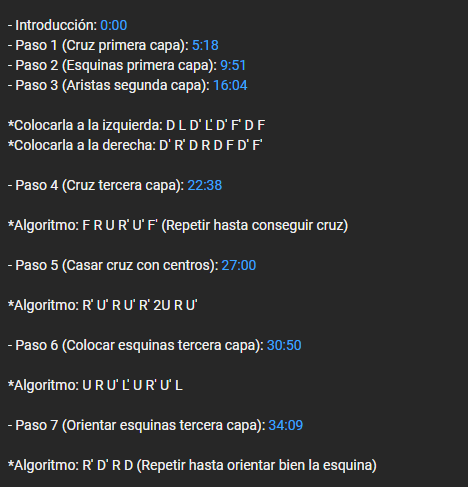 - Introducción: 0:00
- Paso 1 (Cruz primera capa): 5:18
- Paso 2 (Esquinas primera capa): 9:51
- Paso 3 (Aristas segunda capa): 16:04
*Colocarla a la izquierda: D L D' L' D' F' D F
*Colocarla a la derecha: D' R' D R D F D' F'
- Paso 4 (Cruz tercera capa): 22:38
*Algoritmo: F R U R' U' F' (Repetir hasta conseguir cruz)
- Paso 5 (Casar cruz con centros): 27:00
*Algoritmo: R' U' R U' R' 2U R U'
- Paso 6 (Colocar esquinas tercera capa): 30:50
*Algoritmo: U R U' L' U R' U' L
- Paso 7 (Orientar esquinas tercera capa): 34:09
*Algoritmo: R' D' R D (Repetir hasta orientar bien la esquina)